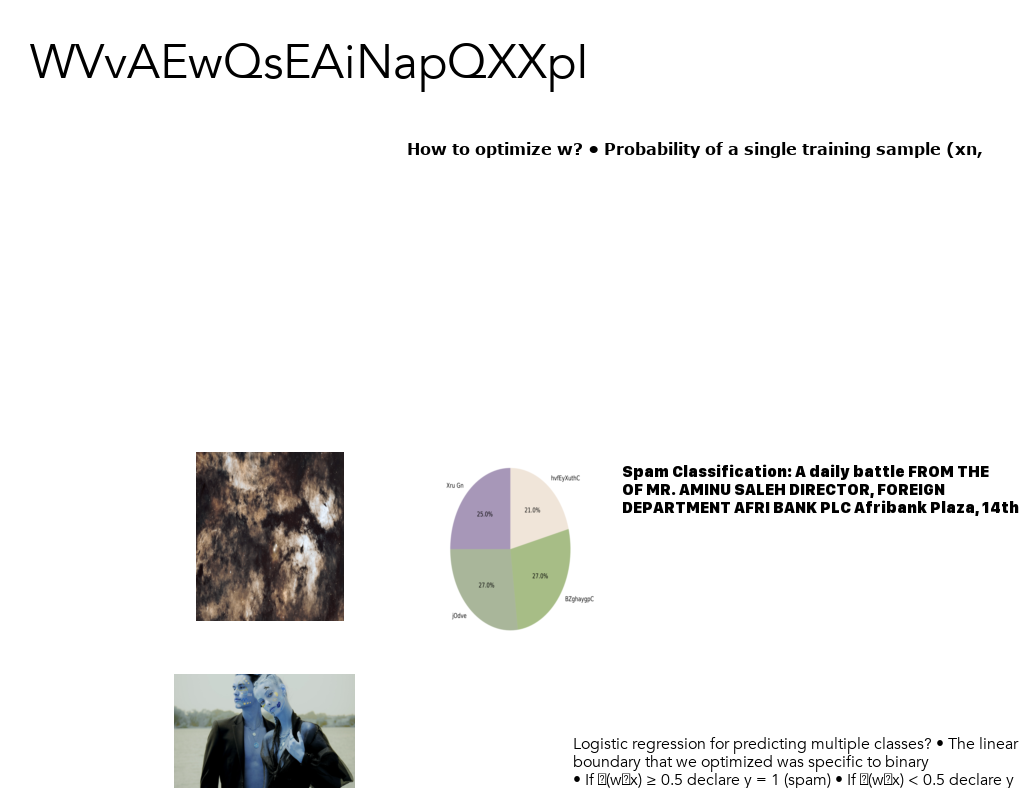 WVvAEwQsEAiNapQXXpI
How to optimize w? • Probability of a single training sample (xn,
Xru Gn
hvfEyXuthC
25.0%
21.0%
27.0%
27.0%
jOdve
BZghaygpC
Spam Classification: A daily battle FROM THE
OF MR. AMINU SALEH DIRECTOR, FOREIGN
DEPARTMENT AFRI BANK PLC Afribank Plaza, 14th
Logistic regression for predicting multiple classes? • The linear
boundary that we optimized was specific to binary
• If (wx) ≥ 0.5 declare y = 1 (spam) • If (wx) < 0.5 declare y